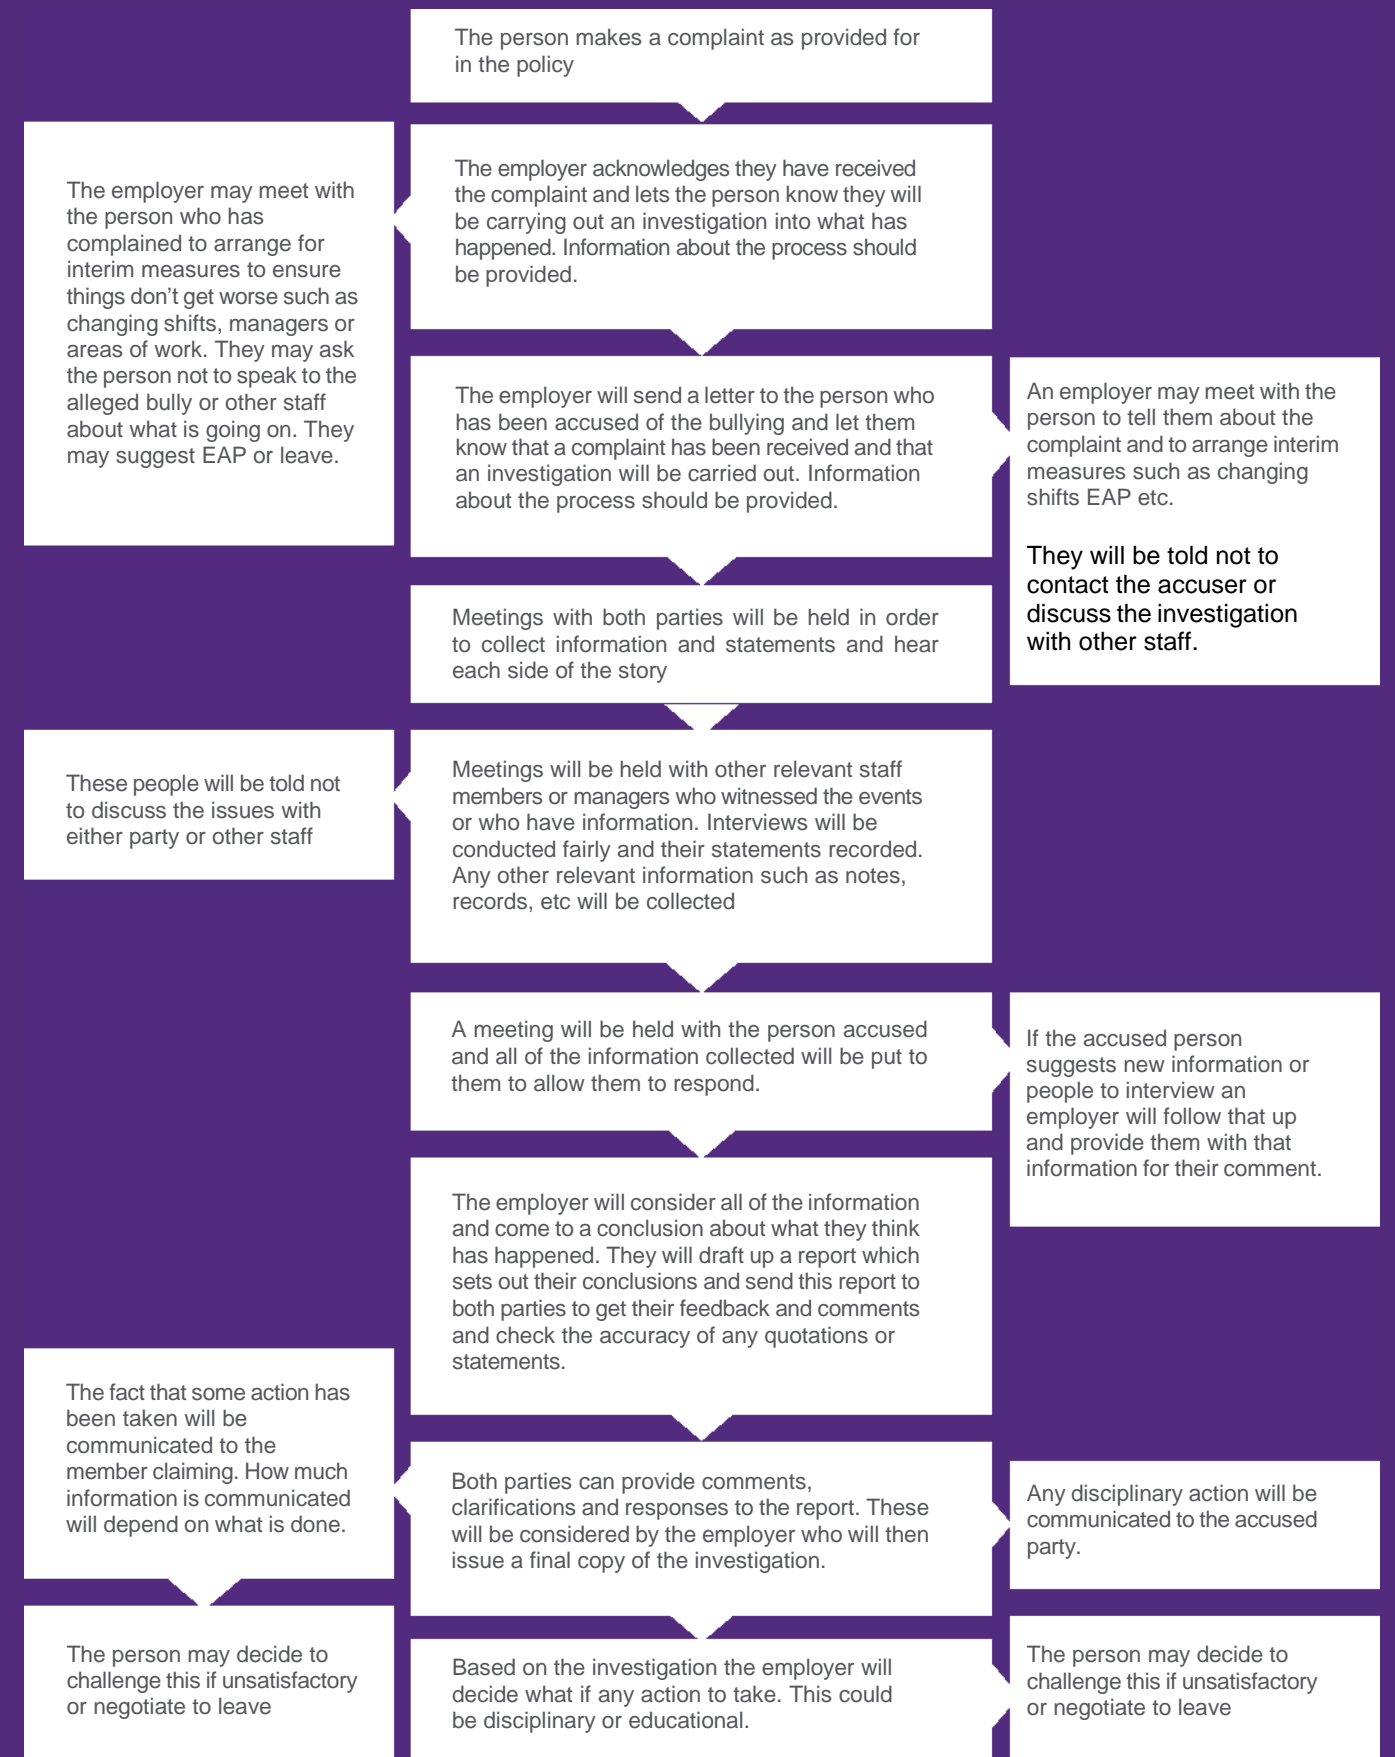 The person makes a complaint as provided for
in the policy
The employer may meet with
the person who has
complained to arrange for
interim measures to ensure
things don't get worse such as
changing shifts, managers or
areas of work. They may ask
the person not to speak to the
alleged bully or other staff
about what is going on. They
may suggest EAP or leave.
The employer acknowledges they have received
the complaint and lets the person know they will
be carrying out an investigation into what has
happened. Information about the process should
be provided.
The employer will send a letter to the person who
has been accused of the bullying and let them
know that a complaint has been received and that
an investigation will be carried out. Information
about the process should be provided.
An employer may meet with the
person to tell them about the
complaint and to arrange interim
measures such as changing
shifts EAP etc.
They will be told not to
contact the accuser or
discuss the investigation
with other staff.
Meetings with both parties will be held in order
to collect information and statements and hear
each side of the story
These people will be told not
to discuss the issues with
either party or other staff
Meetings will be held with other relevant staff
members or managers who witnessed the events
or who have information. Interviews will be
conducted fairly and their statements recorded.
Any other relevant information such as notes,
records, etc will be collected
A meeting will be held with the person accused
and all of the information collected will be put to
them to allow them to respond.
If the accused person
suggests new information or
people to interview an
employer will follow that up
and provide them with that
information for their comment.
The employer will consider all of the information
and come to a conclusion about what they think
has happened. They will draft up a report which
sets out their conclusions and send this report to
both parties to get their feedback and comments
and check the accuracy of any quotations or
statements.
The fact that some action has
been taken will be
communicated to the
member claiming. How much
information is communicated
will depend on what is done.
Both parties can provide comments,
clarifications and responses to the report. These
will be considered by the employer who will then
issue a final copy of the investigation.
Any disciplinary action will be
communicated to the accused
party.
The person may decide to
challenge this if unsatisfactory
or negotiate to leave
Based on the investigation the employer will
decide what if any action to take. This could
be disciplinary or educational.
The person may decide to
challenge this if unsatisfactory
or negotiate to leave